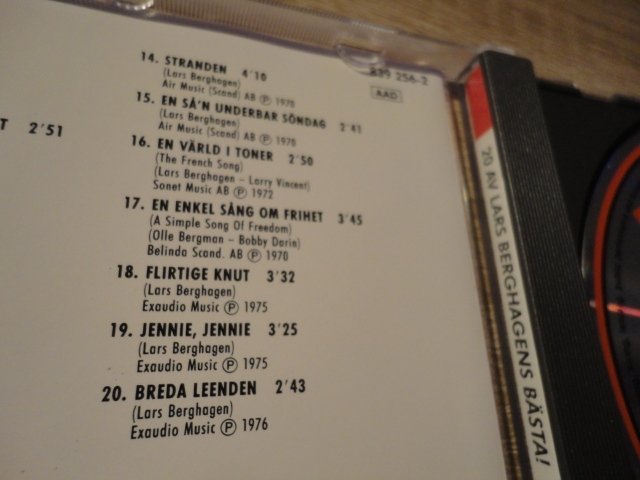 T 2'51
14. STRANDEN 4'10
(Lars Berghagen)
Air Music (Scand) AB Ⓟ 1970
15. EN SÅ'N UNDERBAR SÖNDAG 2'41
(Lars Berghagen)
Air Music (Scand) AB Ⓟ 1970
16. EN VÄRLD I TONER 2'50
(The French Song)
(Lars Berghagen – Larry Vincent)
Sonet Music AB Ⓟ 1972
17. EN ENKEL SÅNG OM FRIHET 3'45
(A Simple Song Of Freedom)
(Olle Bergman – Bobby Darin)
Belinda Scand. AB Ⓟ 1970
18. FLIRTIGE KNUT 3'32
(Lars Berghagen)
Exaudio Music Ⓟ 1975
19. JENNIE, JENNIE 3'25
(Lars Berghagen)
Exaudio Music Ⓟ 1975
20. BREDA LEENDEN 2'43
(Lars Berghagen)
Exaudio Music Ⓟ 1976
839 256-2
AAD
20 AV LARS BERGHAGENS BÄSTA!